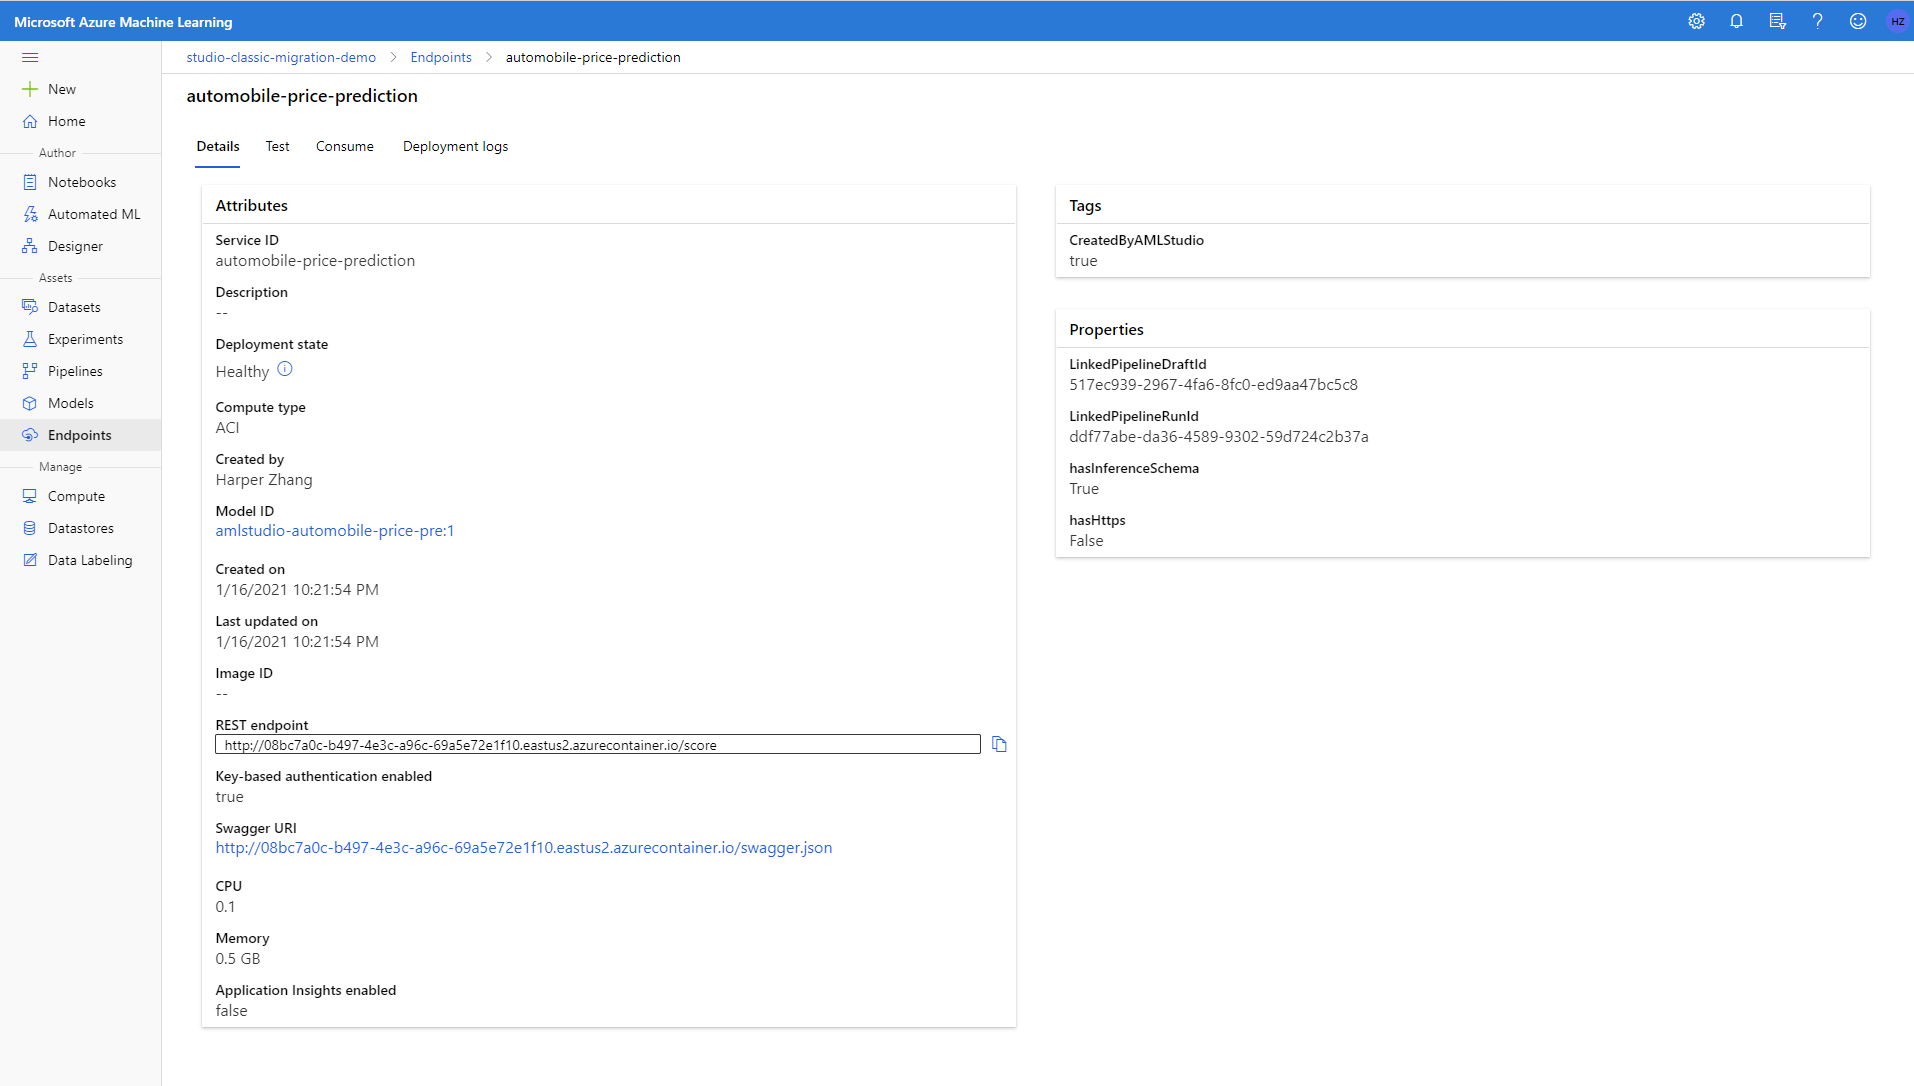 Microsoft Azure Machine Learning
HZ
studio-classic-migration-demo > Endpoints > automobile-price-prediction
New
Home
Author
Notebooks
Automated ML
Designer
Assets
Datasets
Experiments
Pipelines
Models
Endpoints
Manage
Compute
Datastores
Data Labeling
automobile-price-prediction
Details Test Consume Deployment logs
Attributes
Service ID
automobile-price-prediction
Description
--
Deployment state
Healthy
Compute type
ACI
Created by
Harper Zhang
Model ID
amlstudio-automobile-price-pre:1
Created on
1/16/2021 10:21:54 PM
Last updated on
1/16/2021 10:21:54 PM
Image ID
--
REST endpoint
http://08bc7a0c-b497-4e3c-a96c-69a5e72e1f10.eastus2.azurecontainer.io/score
Key-based authentication enabled
true
Swagger URI
http://08bc7a0c-b497-4e3c-a96c-69a5e72e1f10.eastus2.azurecontainer.io/swagger.json
CPU
0.1
Memory
0.5 GB
Application Insights enabled
false
Tags
CreatedByAMLStudio
true
Properties
LinkedPipelineDraftId
517ec939-2967-4fa6-8fc0-ed9aa47bc5c8
LinkedPipelineRunId
ddf77abe-da36-4589-9302-59d724c2b37a
hasInferenceSchema
True
hasHttps
False